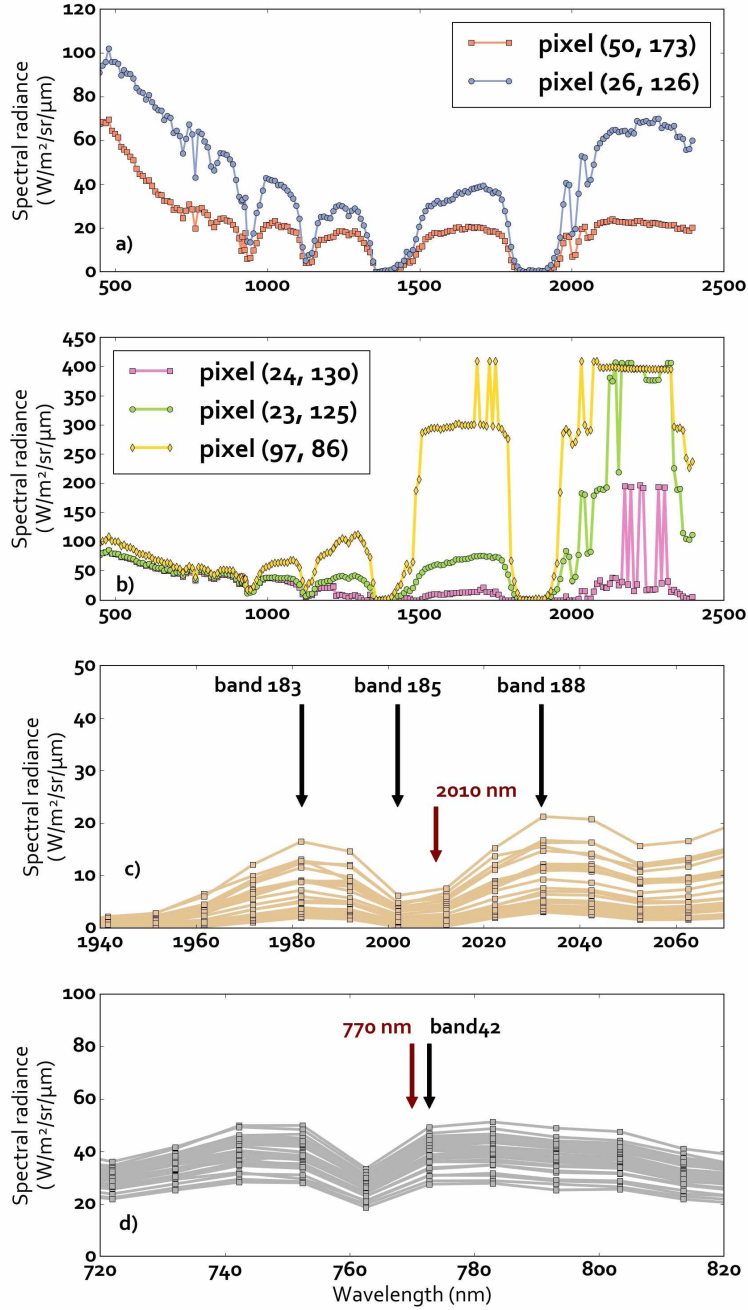 120
100
80
60
40
20
0
Spectral radiance
(W/m²/sr/µm)
pixel (50, 173)
pixel (26, 126)
a)
500
1000
1500
2000
2500
450
400
350
300
250
200
150
100
50
0
Spectral radiance
(W/m²/sr/µm)
pixel (24, 130)
pixel (23, 125)
pixel (97, 86)
b)
500
1000
1500
2000
2500
50
40
30
20
10
0
Spectral radiance
(W/m²/sr/µm)
band 183
band 185
band 188
2010 nm
c)
1940
1960
1980
2000
2020
2040
2060
100
80
60
40
20
0
Spectral radiance
(W/m²/sr/µm)
770 nm
band42
d)
720
740
760
780
800
820
Wavelength (nm)